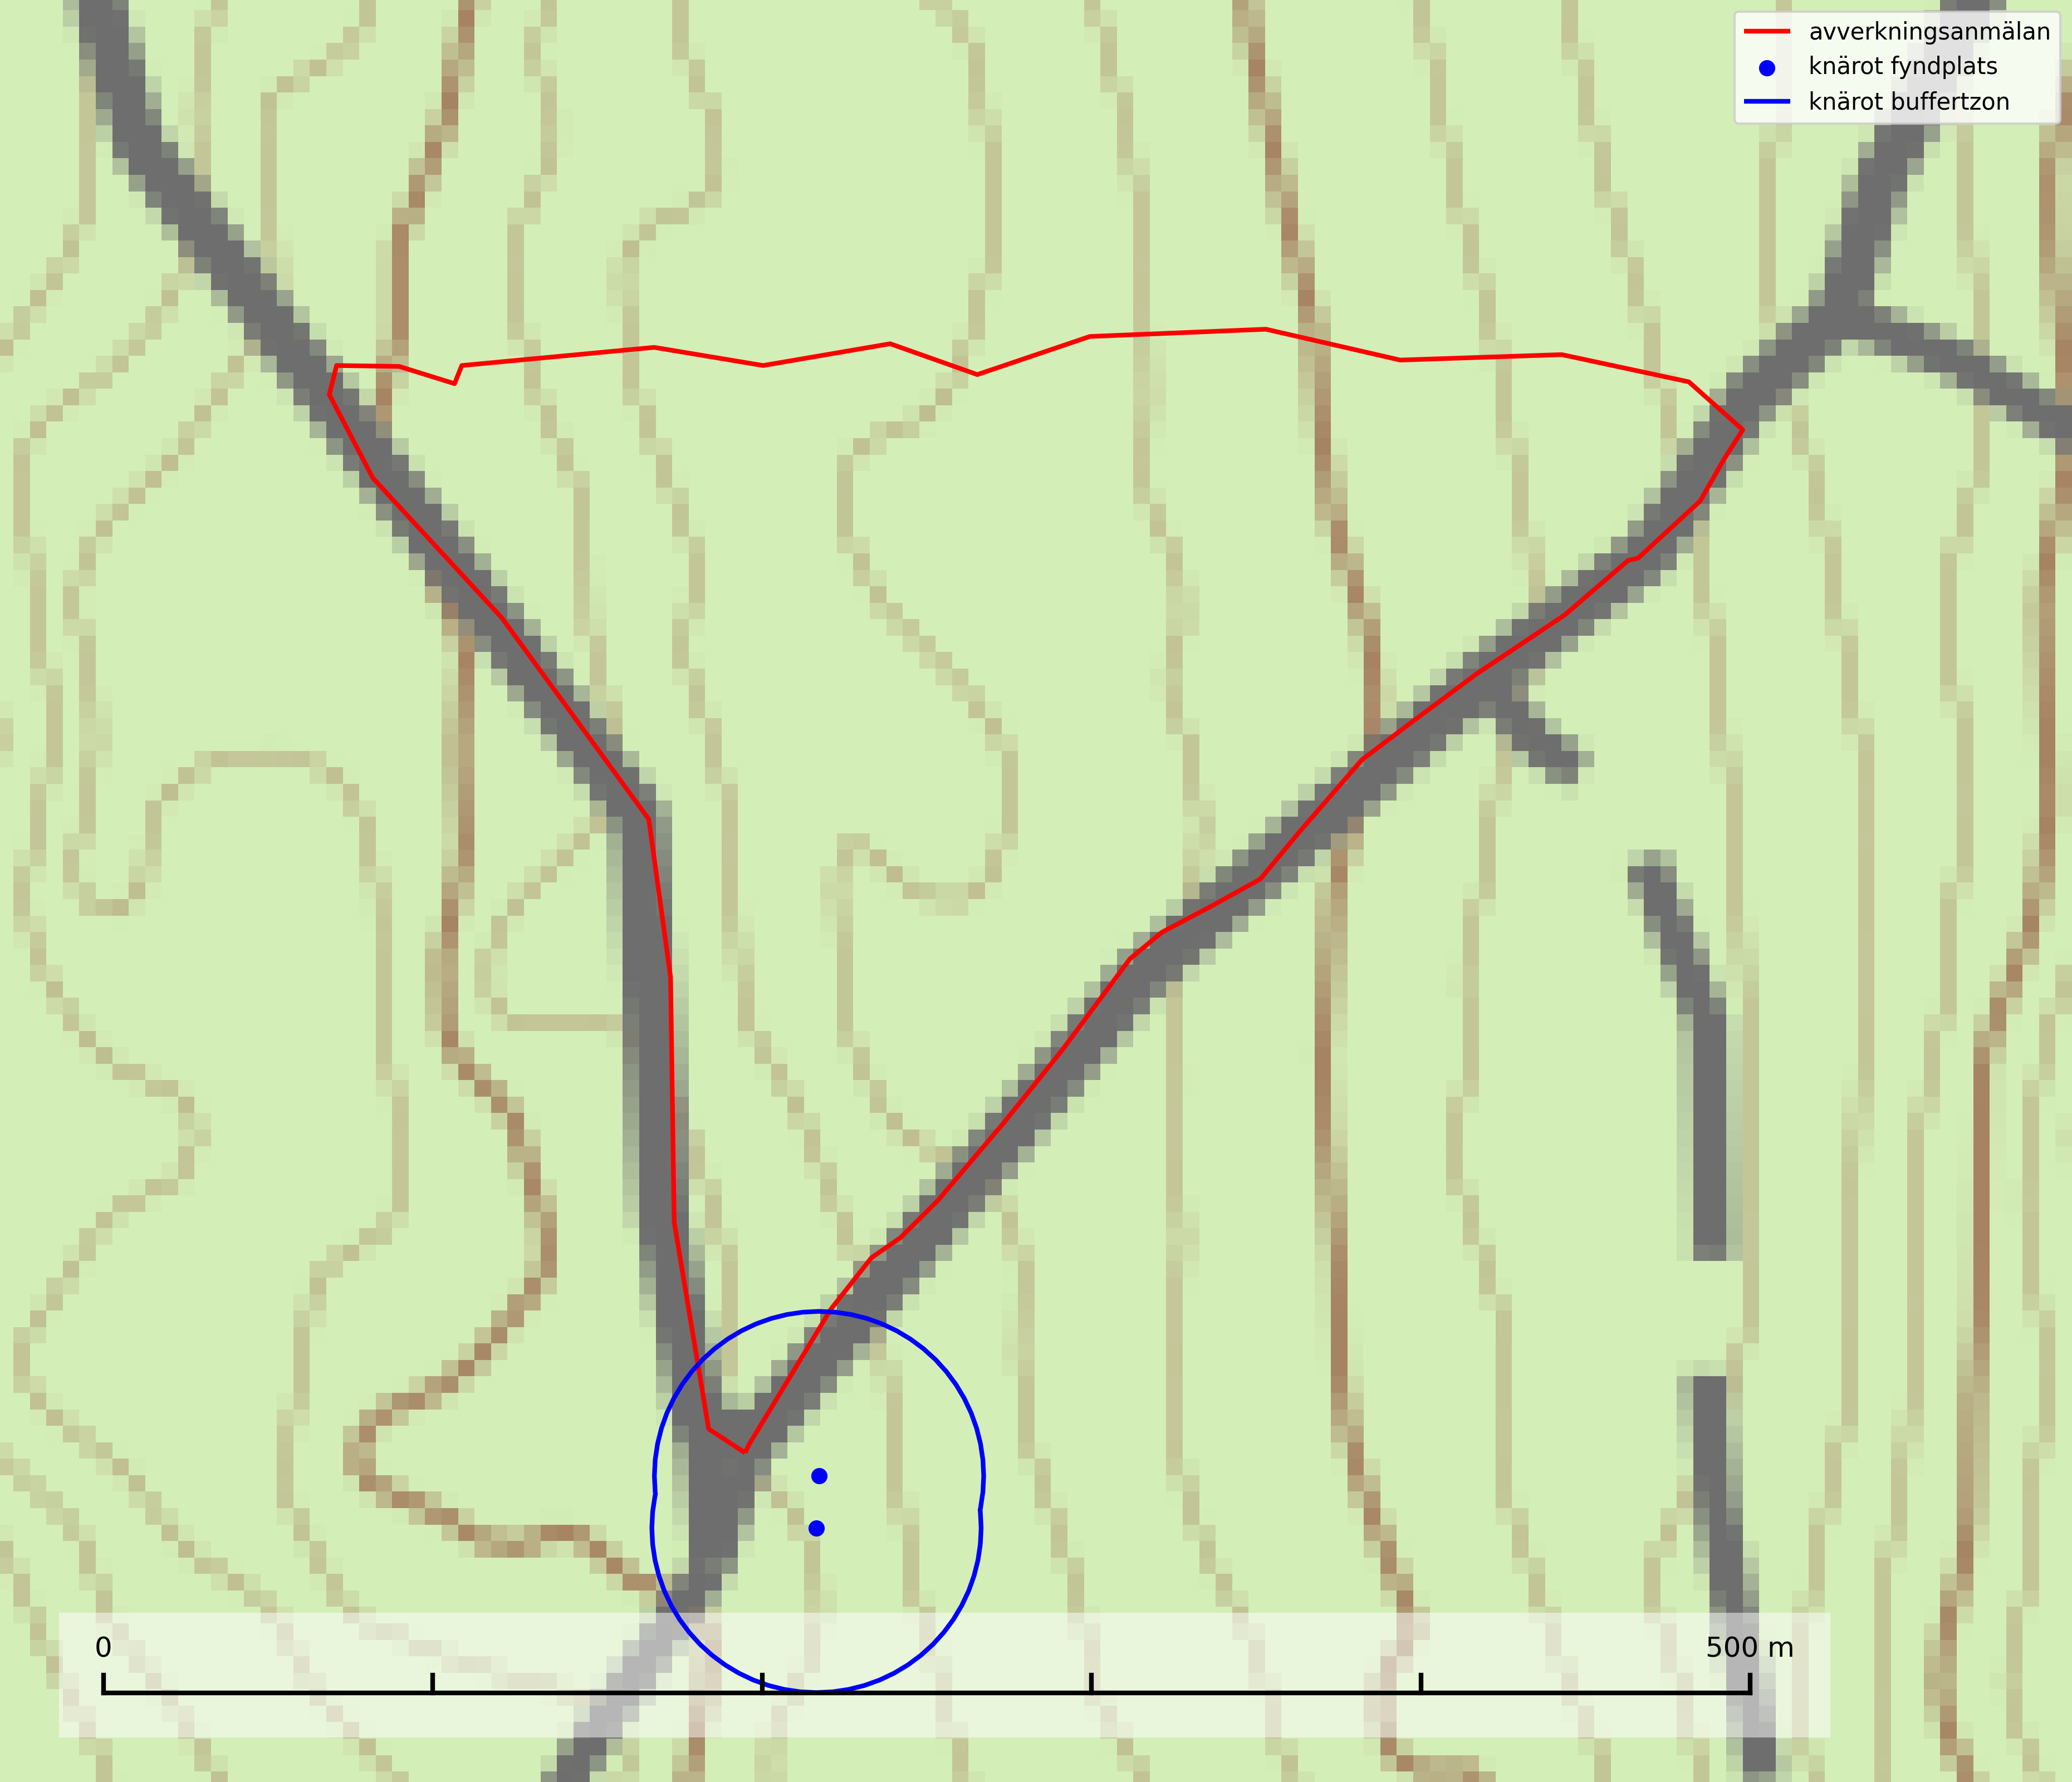 avverkningsanmälan
knärot fyndplats
knärot buffertzon
0 500 m